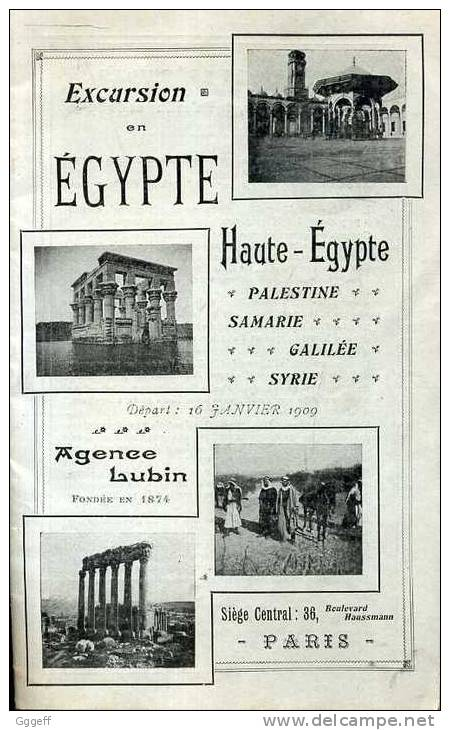 Excursion
en
ÉGYPTE
Haute-Égypte
PALESTINE
SAMARIE
GALILÉE
SYRIE
Départ : 16 JANVIER 1909
Agence
Lubin
FONDÉE EN 1874
Siège Central : 36, Boulevard Haussmann
- PARIS -
Gggeff
www.delcampe.net